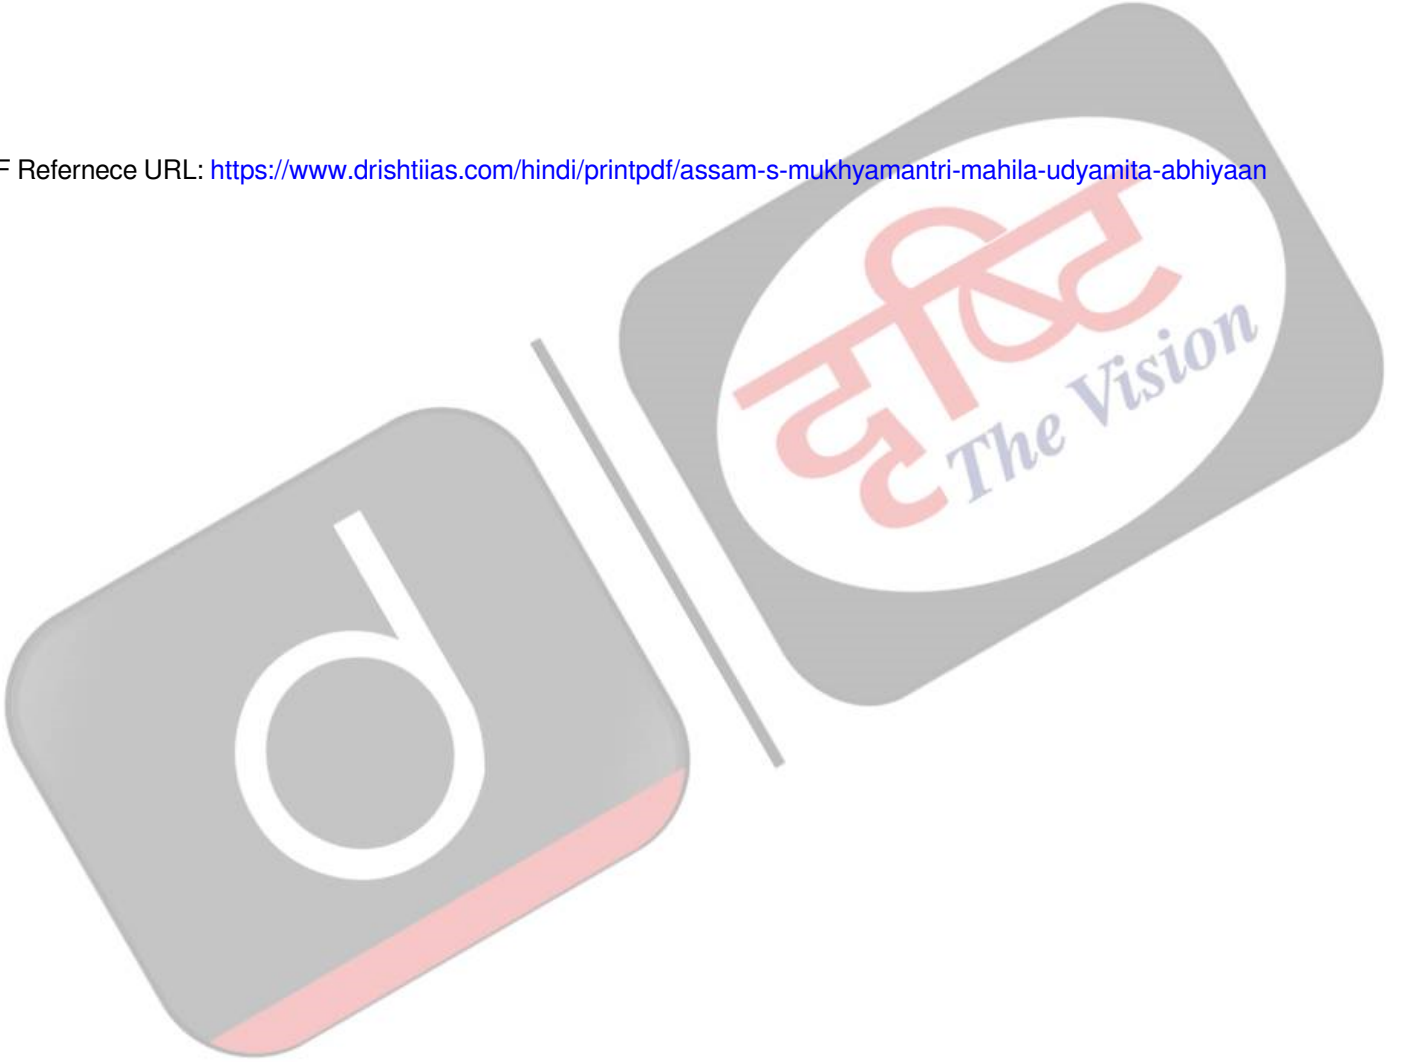 F Refernece URL: https://www.drishtiias.com/hindi/printpdf/assam-s-mukhyamantri-mahila-udyamita-abhiyaan
दृष्टि
The Vision
d